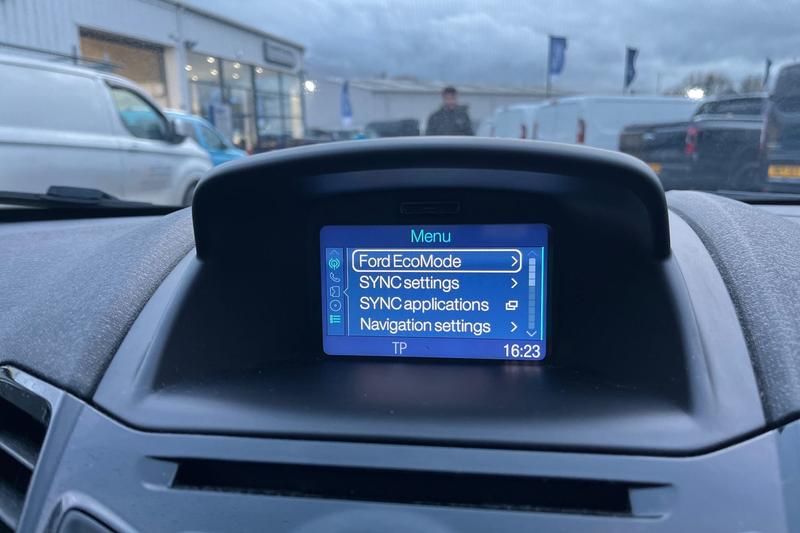 Menu
Ford EcoMode
SYNC settings
SYNC applications
Navigation settings
TP
16:23